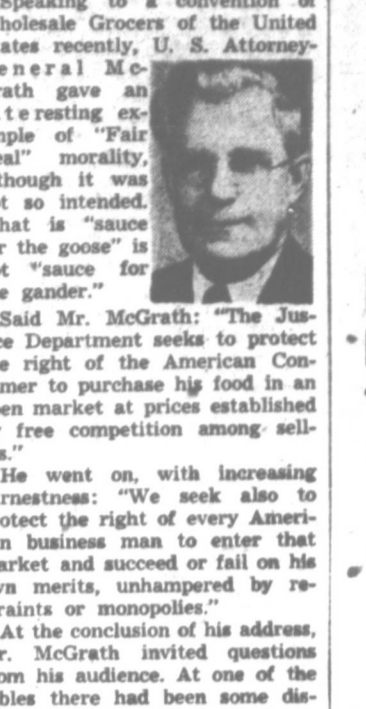 Speaking to a convention of
holesale Grocers of the United
ates recently, U. S. Attorney-
eneral Mc-
rath gave an
teresting ex-
mple of "Fair
eal" morality,
though it was
t so intended.
hat is "sauce
r the goose" is
t "sauce for
e gander."
Said Mr. McGrath: "The Jus-
ce Department seeks to protect
e right of the American Con-
mer to purchase his food in an
en market at prices established
free competition among sell-
s."
He went on, with increasing
rnestness: "We seek also to
otect the right of every Ameri-
n business man to enter that
arket and succeed or fail on his
wn merits, unhampered by re-
raints or monopolies."
At the conclusion of his address,
r. McGrath invited questions
om his audience. At one of the
bles there had been some dis-